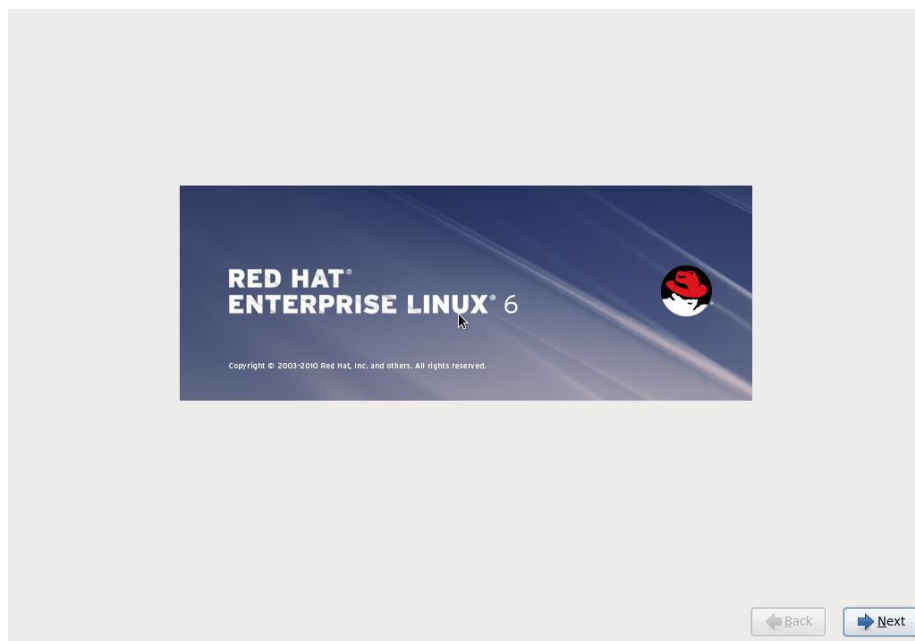 RED HAT®
ENTERPRISE LINUX® 6
Copyright © 2003-2010 Red Hat, Inc. and others. All rights reserved.
Back
Next